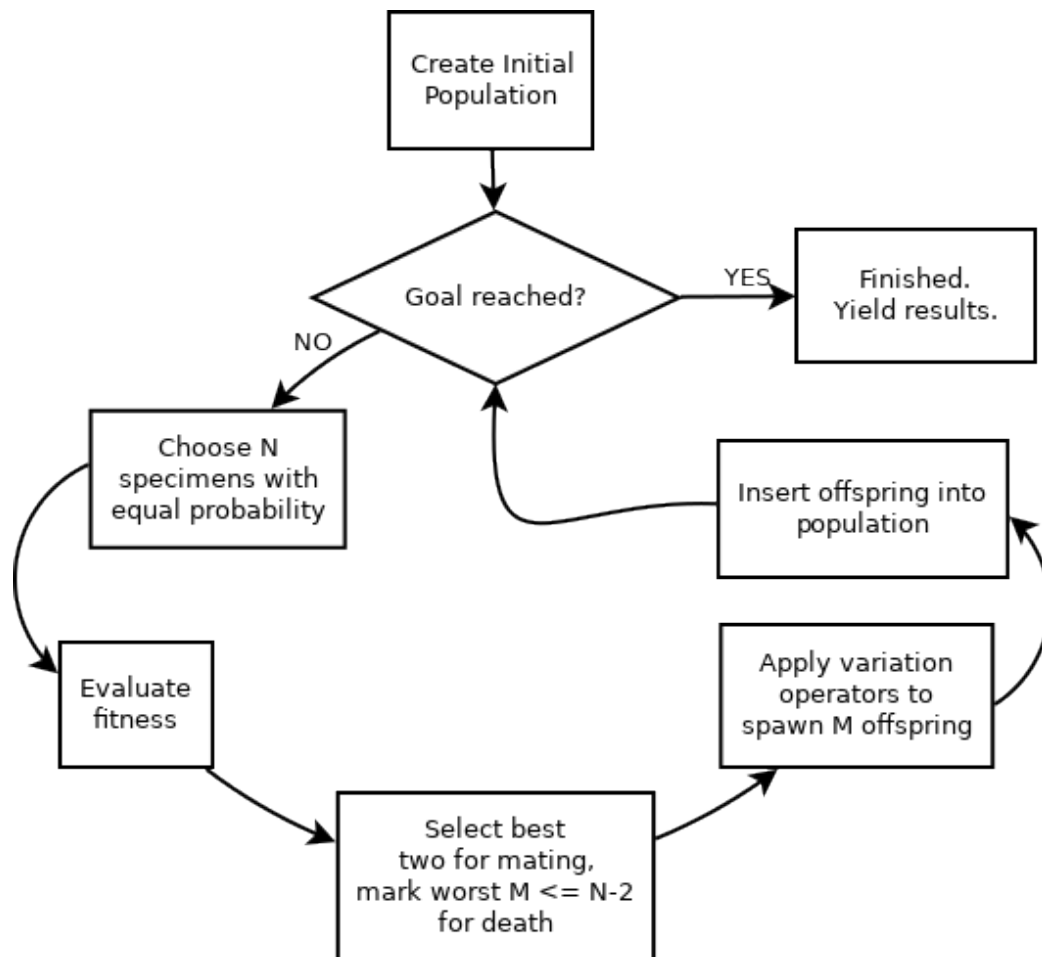 Create Initial
Population
Goal reached?
YES
Finished.
Yield results.
NO
Choose N
specimens with
equal probability
Insert offspring into
population
Evaluate
fitness
Apply variation
operators to
spawn M offspring
Select best
two for mating,
mark worst M <= N-2
for death